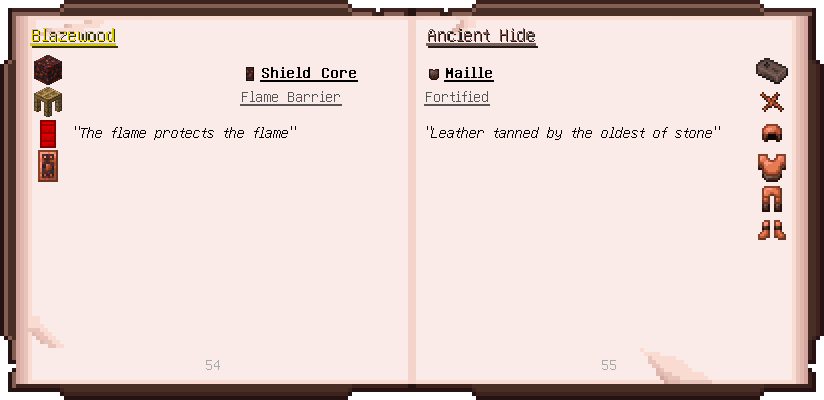 Blazewood
Shield Core
Flame Barrier
"The flame protects the flame"
54
Ancient Hide
Maille
Fortified
"Leather tanned by the oldest of stone"
55